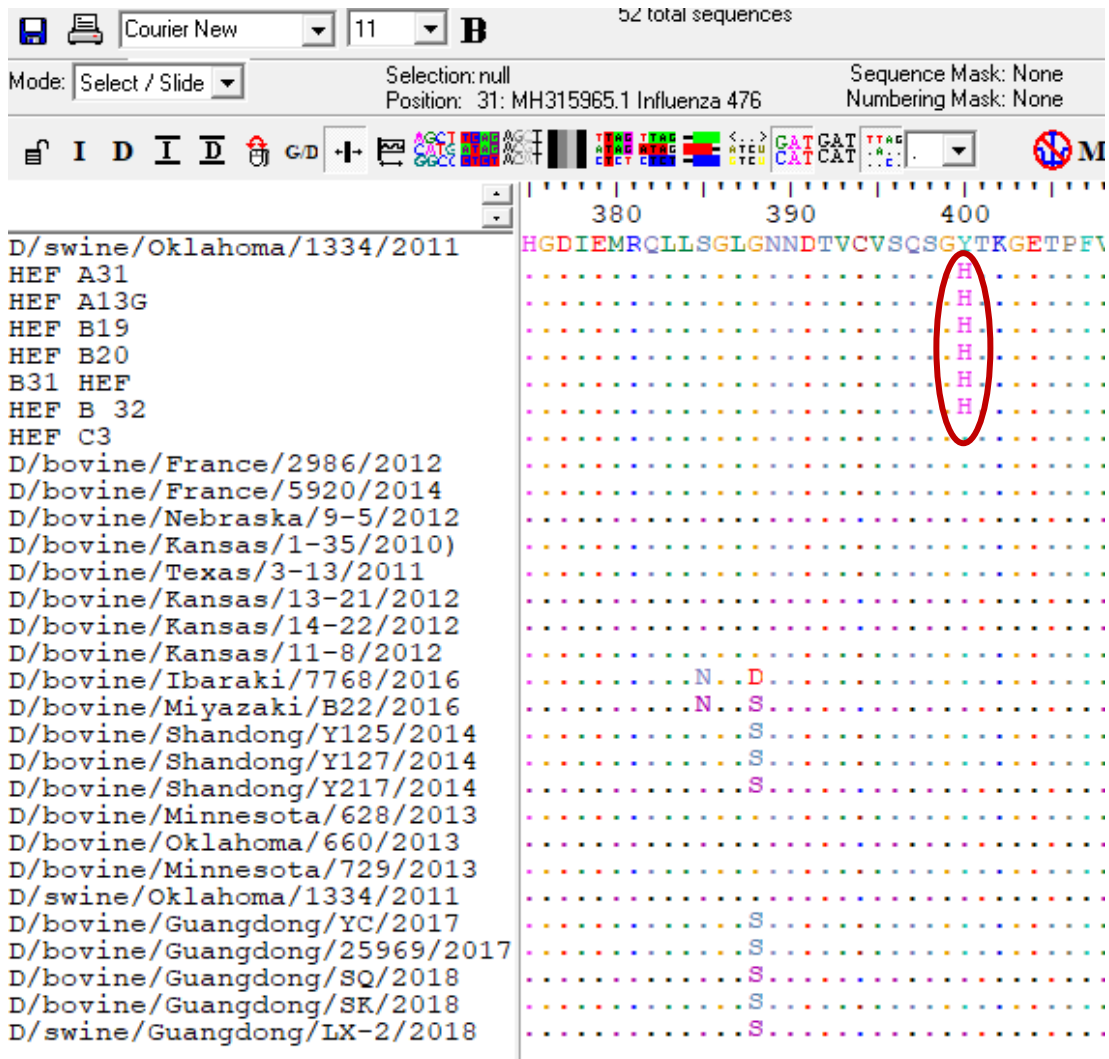 52 total sequences
Courier New 11 B
Mode: Select / Slide Selection: null Sequence Mask: None
Position: 31: MH315965.1 Influenza 476 Numbering Mask: None
I D I D G/D GAT CAT GAT CAT . M
380 390 400
D/swine/Oklahoma/1334/2011 HGDIEMRQLLSGLGNNDTVCVSQSGYTKGETPFV
HEF A31 H
HEF A13G H
HEF B19 H
HEF B20 H
B31 HEF H
HEF B 32 H
HEF C3
D/bovine/France/2986/2012
D/bovine/France/5920/2014
D/bovine/Nebraska/9-5/2012
D/bovine/Kansas/1-35/2010)
D/bovine/Texas/3-13/2011
D/bovine/Kansas/13-21/2012
D/bovine/Kansas/14-22/2012
D/bovine/Kansas/11-8/2012
D/bovine/Ibaraki/7768/2016 ..........N..D...................
D/bovine/Miyazaki/B22/2016 ..........N..S...................
D/bovine/Shandong/Y125/2014 S
D/bovine/Shandong/Y127/2014 S
D/bovine/Shandong/Y217/2014 S
D/bovine/Minnesota/628/2013
D/bovine/Oklahoma/660/2013
D/bovine/Minnesota/729/2013
D/swine/Oklahoma/1334/2011
D/bovine/Guangdong/YC/2017 S
D/bovine/Guangdong/25969/2017 S
D/bovine/Guangdong/SQ/2018 S
D/bovine/Guangdong/SK/2018 S
D/swine/Guangdong/LX-2/2018 S